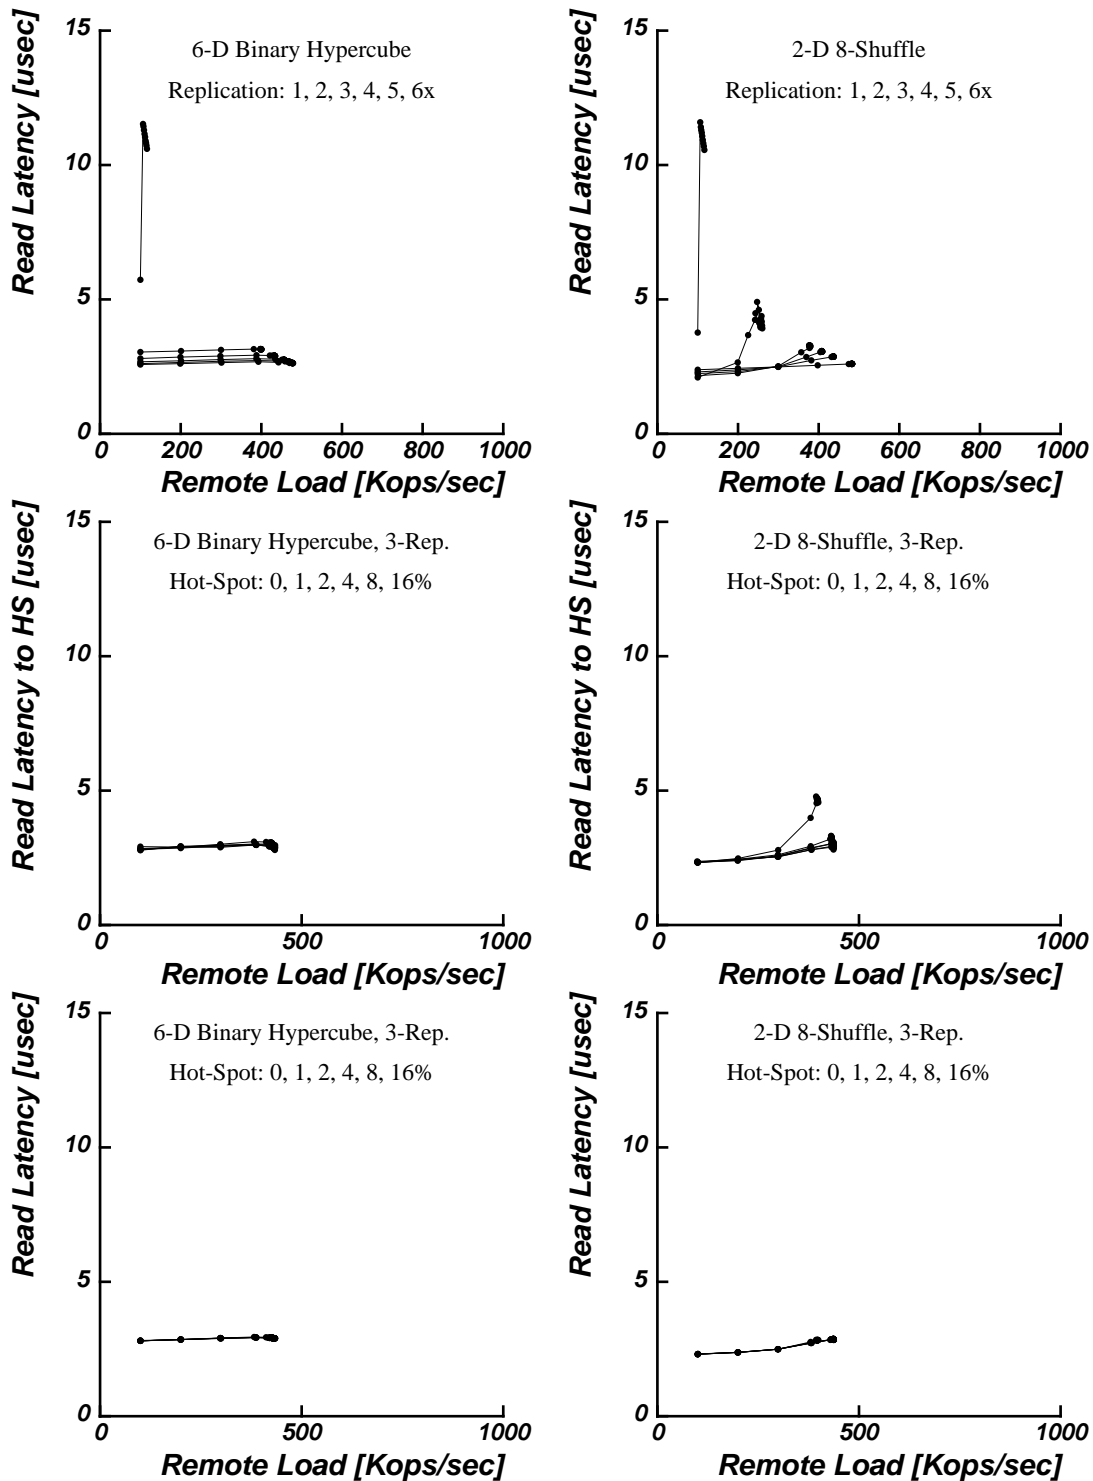 15
10
5
0
Read Latency [usec]
6-D Binary Hypercube
Replication: 1, 2, 3, 4, 5, 6x
0 200 400 600 800 1000
Remote Load [Kops/sec]
15
10
5
0
Read Latency [usec]
2-D 8-Shuffle
Replication: 1, 2, 3, 4, 5, 6x
0 200 400 600 800 1000
Remote Load [Kops/sec]
15
10
5
0
Read Latency to HS [usec]
6-D Binary Hypercube, 3-Rep.
Hot-Spot: 0, 1, 2, 4, 8, 16%
0 500 1000
Remote Load [Kops/sec]
15
10
5
0
Read Latency to HS [usec]
2-D 8-Shuffle, 3-Rep.
Hot-Spot: 0, 1, 2, 4, 8, 16%
0 500 1000
Remote Load [Kops/sec]
15
10
5
0
Read Latency [usec]
6-D Binary Hypercube, 3-Rep.
Hot-Spot: 0, 1, 2, 4, 8, 16%
0 500 1000
Remote Load [Kops/sec]
15
10
5
0
Read Latency [usec]
2-D 8-Shuffle, 3-Rep.
Hot-Spot: 0, 1, 2, 4, 8, 16%
0 500 1000
Remote Load [Kops/sec]